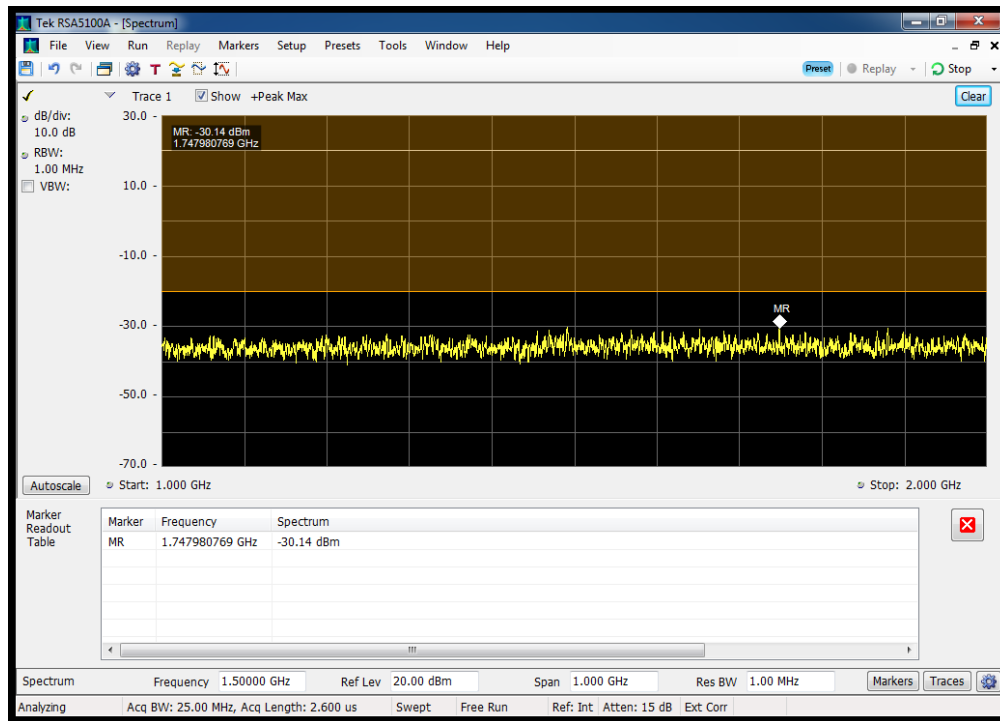 Tek RSA5100A - [Spectrum]
File View Run Replay Markers Setup Presets Tools Window Help
T Preset Replay Stop
Trace 1 Show +Peak Max Clear
dB/div:
10.0 dB
RBW:
1.00 MHz
VBW:
30.0
10.0
-10.0
-30.0
-50.0
-70.0
MR: -30.14 dBm
1.747980769 GHz
MR
Autoscale Start: 1.000 GHz Stop: 2.000 GHz
Marker
Readout
Table
Marker Frequency Spectrum
MR 1.747980769 GHz -30.14 dBm
Spectrum Frequency 1.50000 GHz Ref Lev 20.00 dBm Span 1.000 GHz Res BW 1.00 MHz Markers Traces
Analyzing Acq BW: 25.00 MHz, Acq Length: 2.600 us Swept Free Run Ref: Int Atten: 15 dB Ext Corr